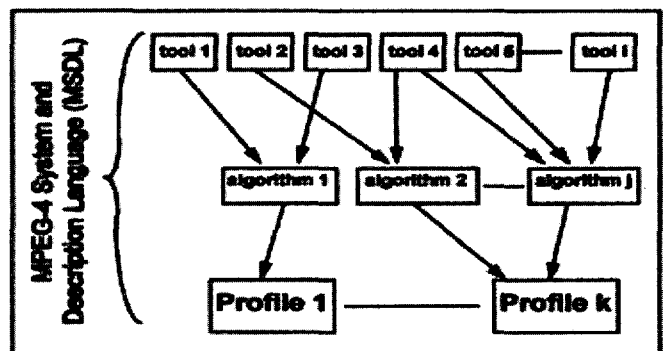 MPEG-4 System and
Description Language (MSDL)
tool 1 tool 2 tool 3 tool 4 tool 5 tool i
algorithm 1 algorithm 2 algorithm j
Profile 1 Profile k